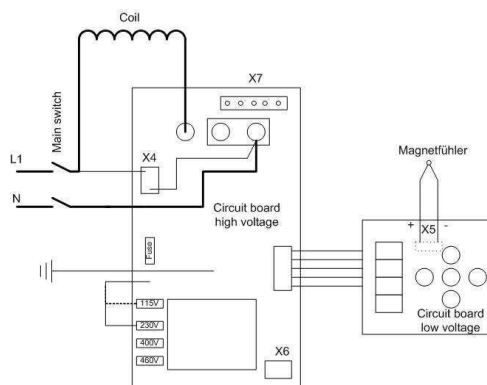 Coil
X7
Main switch
L1
X4
Magnetfühler
N
+ X5 -
Circuit board
high voltage
Fuse
115V
230V
400V
460V
X6
Circuit board
low voltage